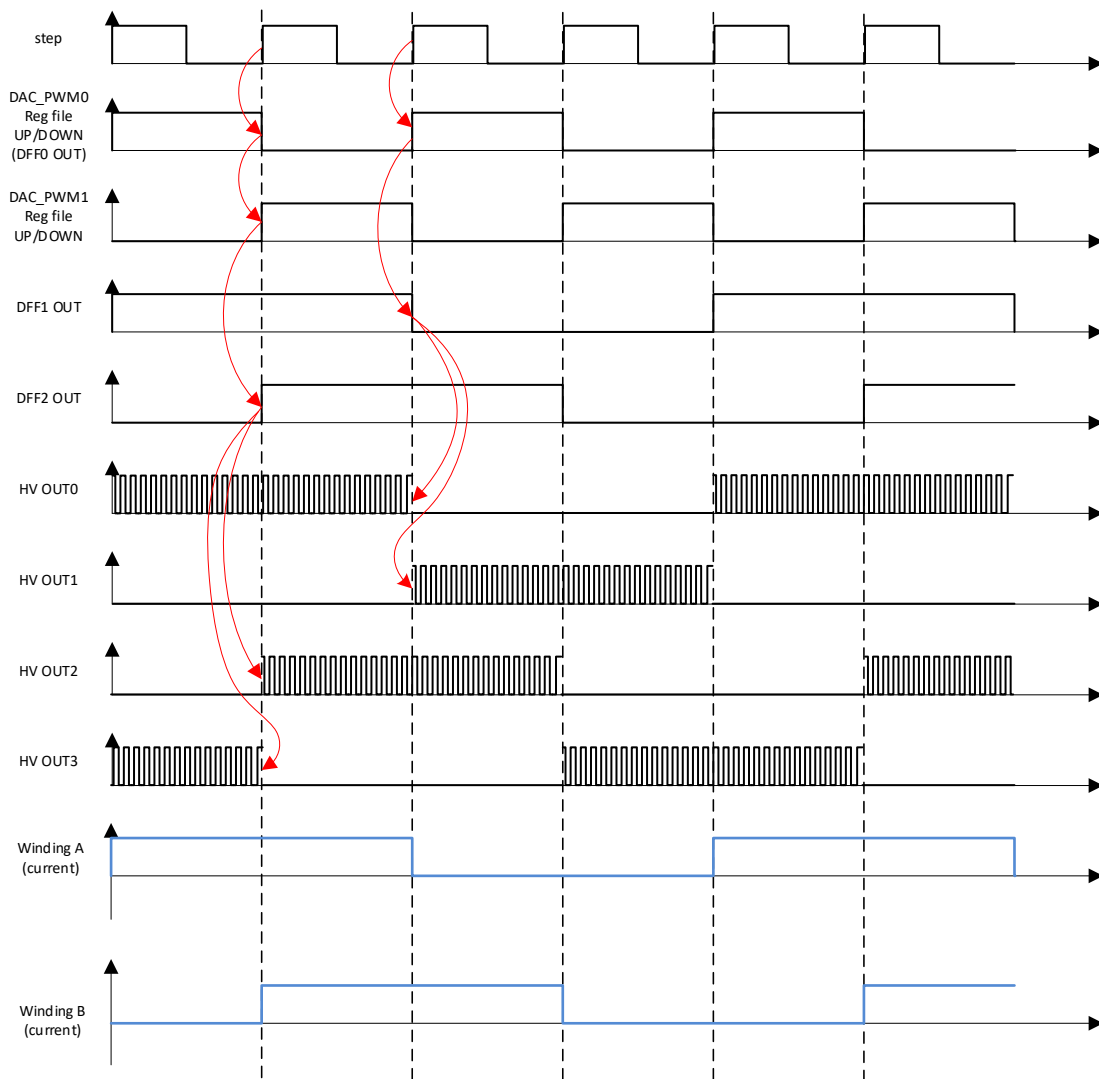 step
DAC_PWM0
Reg file
UP/DOWN
(DFF0 OUT)
DAC_PWM1
Reg file
UP/DOWN
DFF1 OUT
DFF2 OUT
HV OUT0
HV OUT1
HV OUT2
HV OUT3
Winding A
(current)
Winding B
(current)